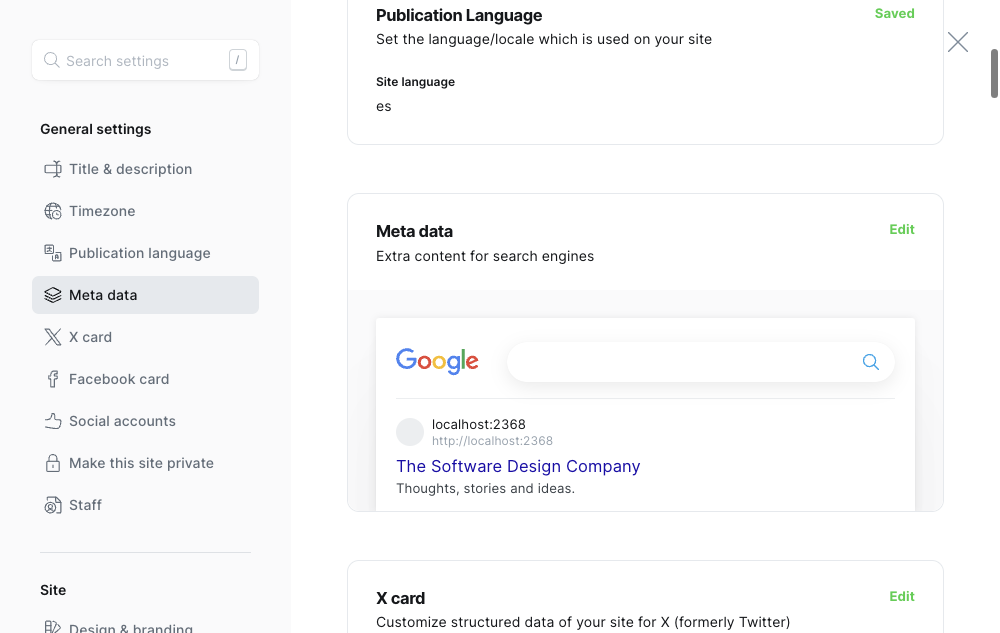 Search settings
/
General settings
Title & description
Timezone
Publication language
Meta data
X card
Facebook card
Social accounts
Make this site private
Staff
Site
Design & branding
Publication Language
Saved
Set the language/locale which is used on your site
Site language
es
Meta data
Edit
Extra content for search engines
Google
localhost:2368
http://localhost:2368
The Software Design Company
Thoughts, stories and ideas.
X card
Edit
Customize structured data of your site for X (formerly Twitter)